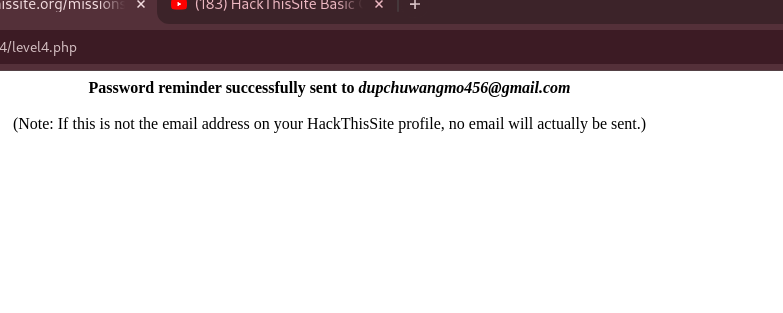 issite.org/missions
(183) HackThisSite Basic
4/level4.php
Password reminder successfully sent to dupchuwangmo456@gmail.com
(Note: If this is not the email address on your HackThisSite profile, no email will actually be sent.)